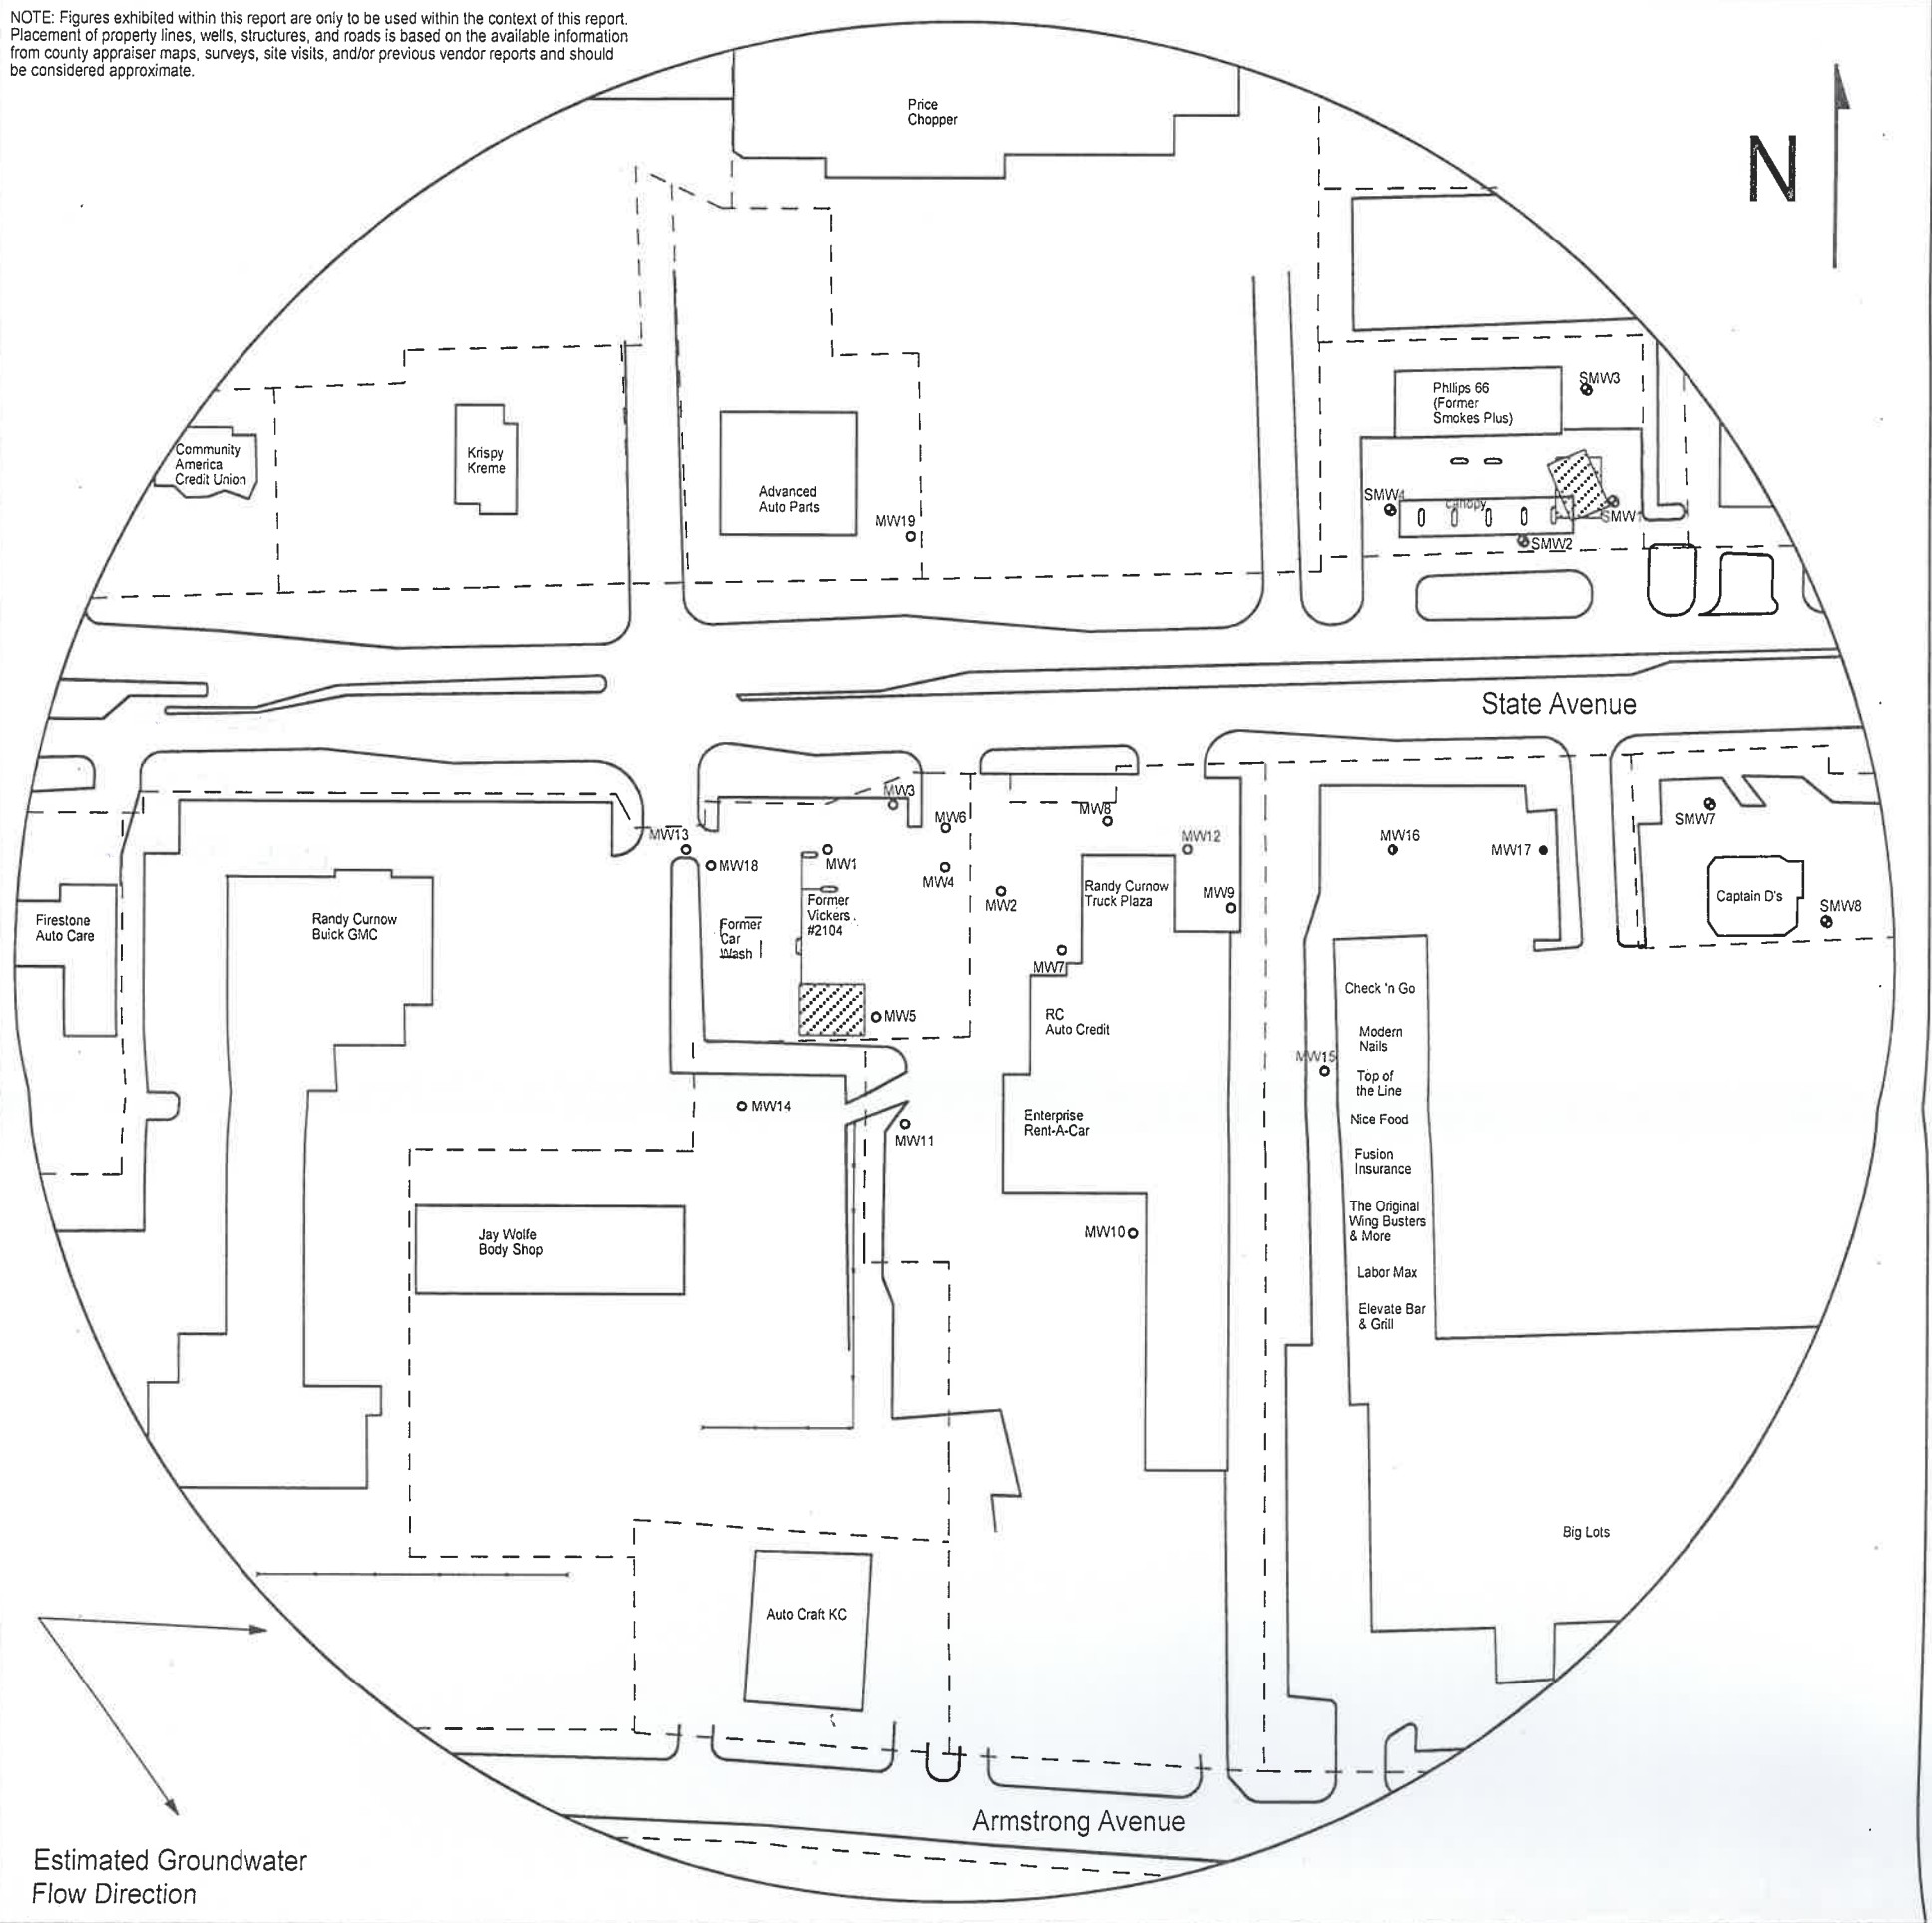 NOTE: Figures exhibited within this report are only to be used within the context of this report.
Placement of property lines, wells, structures, and roads is based on the available information
from county appraiser maps, surveys, site visits, and/or previous vendor reports and should
be considered approximate.
Price
Chopper
N
Philips 66
(Former
Smokes Plus)
SMW3
Community
America
Credit Union
Krispy
Kreme
Advanced
Auto Parts
MW19
SMW4
canopy
SMW1
SMW2
State Avenue
MW3
MW6
MW8
MW13
MW12
SMW7
MW18
MW1
MW4
MW16
MW17
MW2
Randy Curnow
Truck Plaza
MW9
Captain D's
SMW8
Firestone
Auto Care
Randy Curnow
Buick GMC
Former
Car
Wash
Former
Vickers
#2104
MW7
MW5
RC
Auto Credit
Check 'n Go
Modern
Nails
MW15
Top of
the Line
MW14
MW11
Enterprise
Rent-A-Car
Nice Food
Fusion
Insurance
Jay Wolfe
Body Shop
MW10
The Original
Wing Busters
& More
Labor Max
Elevate Bar
& Grill
Big Lots
Auto Craft KC
Armstrong Avenue
Estimated Groundwater
Flow Direction